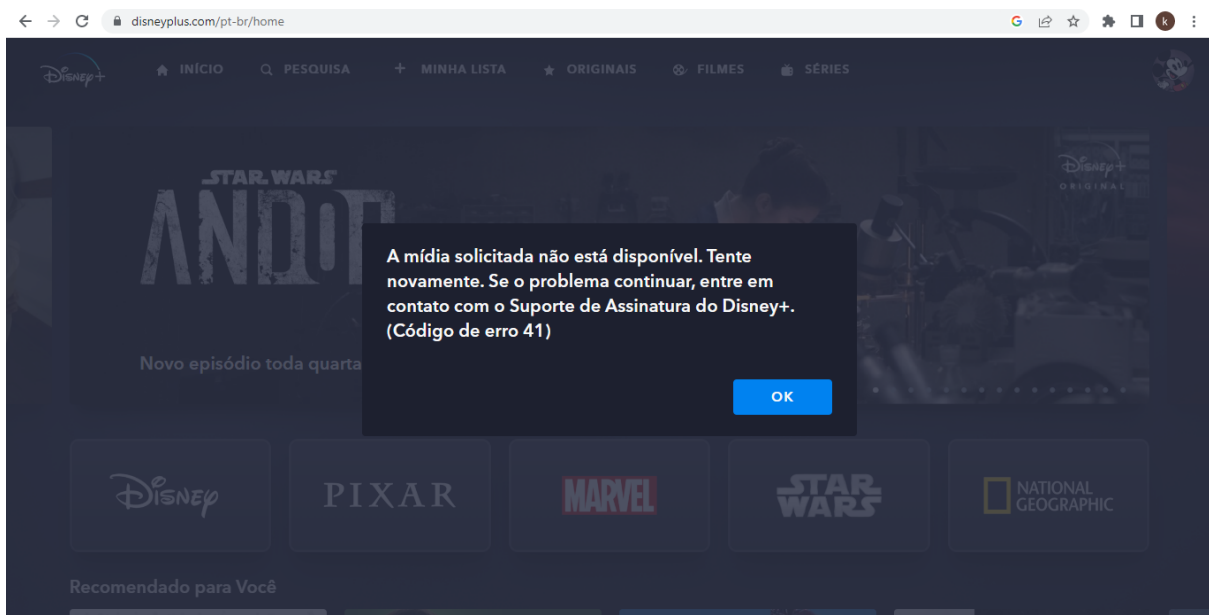 disneyplus.com/pt-br/home
G
k
Disney+
INÍCIO
PESQUISA
MINHA LISTA
ORIGINAIS
FILMES
SÉRIES
STAR WARS
Disney+
ORIGINAL
A mídia solicitada não está disponível. Tente
novamente. Se o problema continuar, entre em
contato com o Suporte de Assinatura do Disney+.
(Código de erro 41)
Novo episódio toda quarta
OK
Disney
PIXAR
MARVEL
STAR
WARS
NATIONAL
GEOGRAPHIC
Recomendado para Você